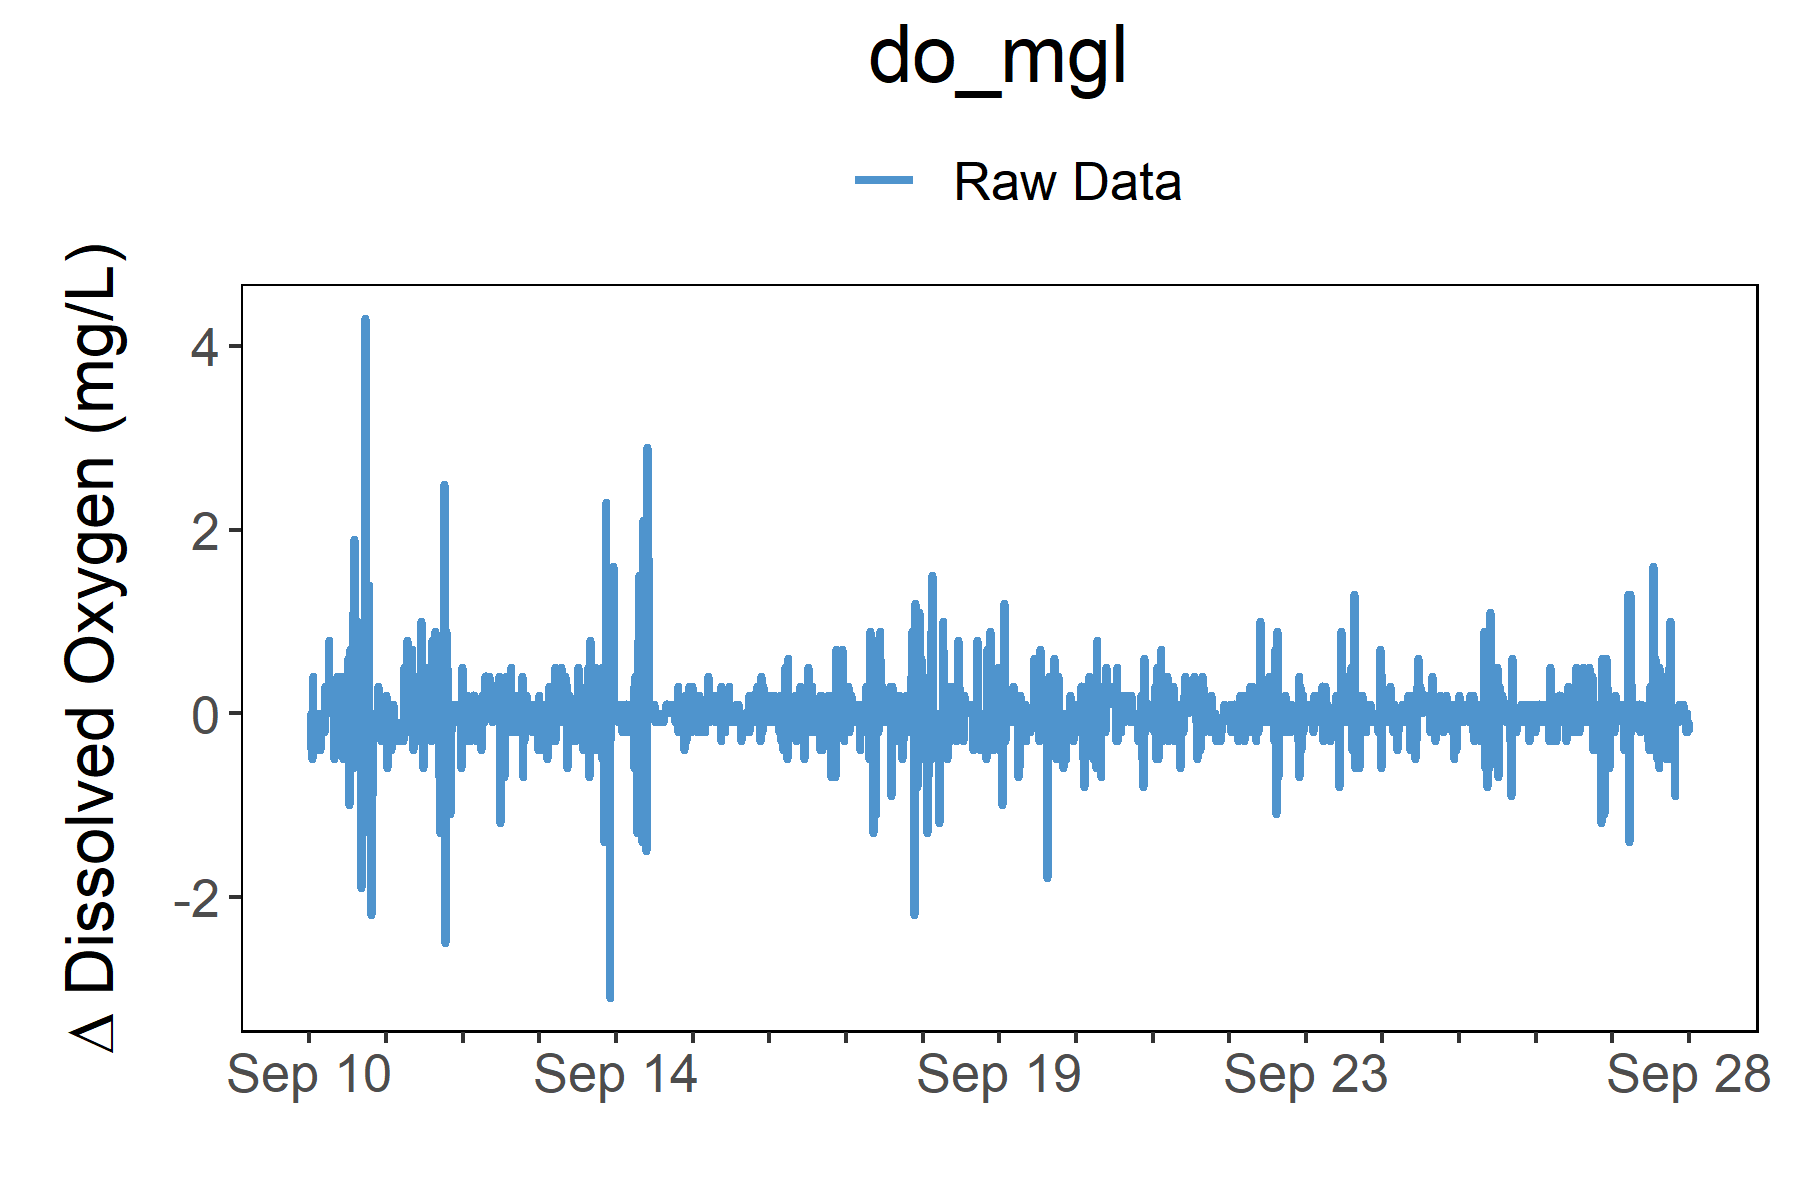 do_mgl
Raw Data
Δ Dissolved Oxygen (mg/L)
4
2
0
-2
Sep 10
Sep 14
Sep 19
Sep 23
Sep 28